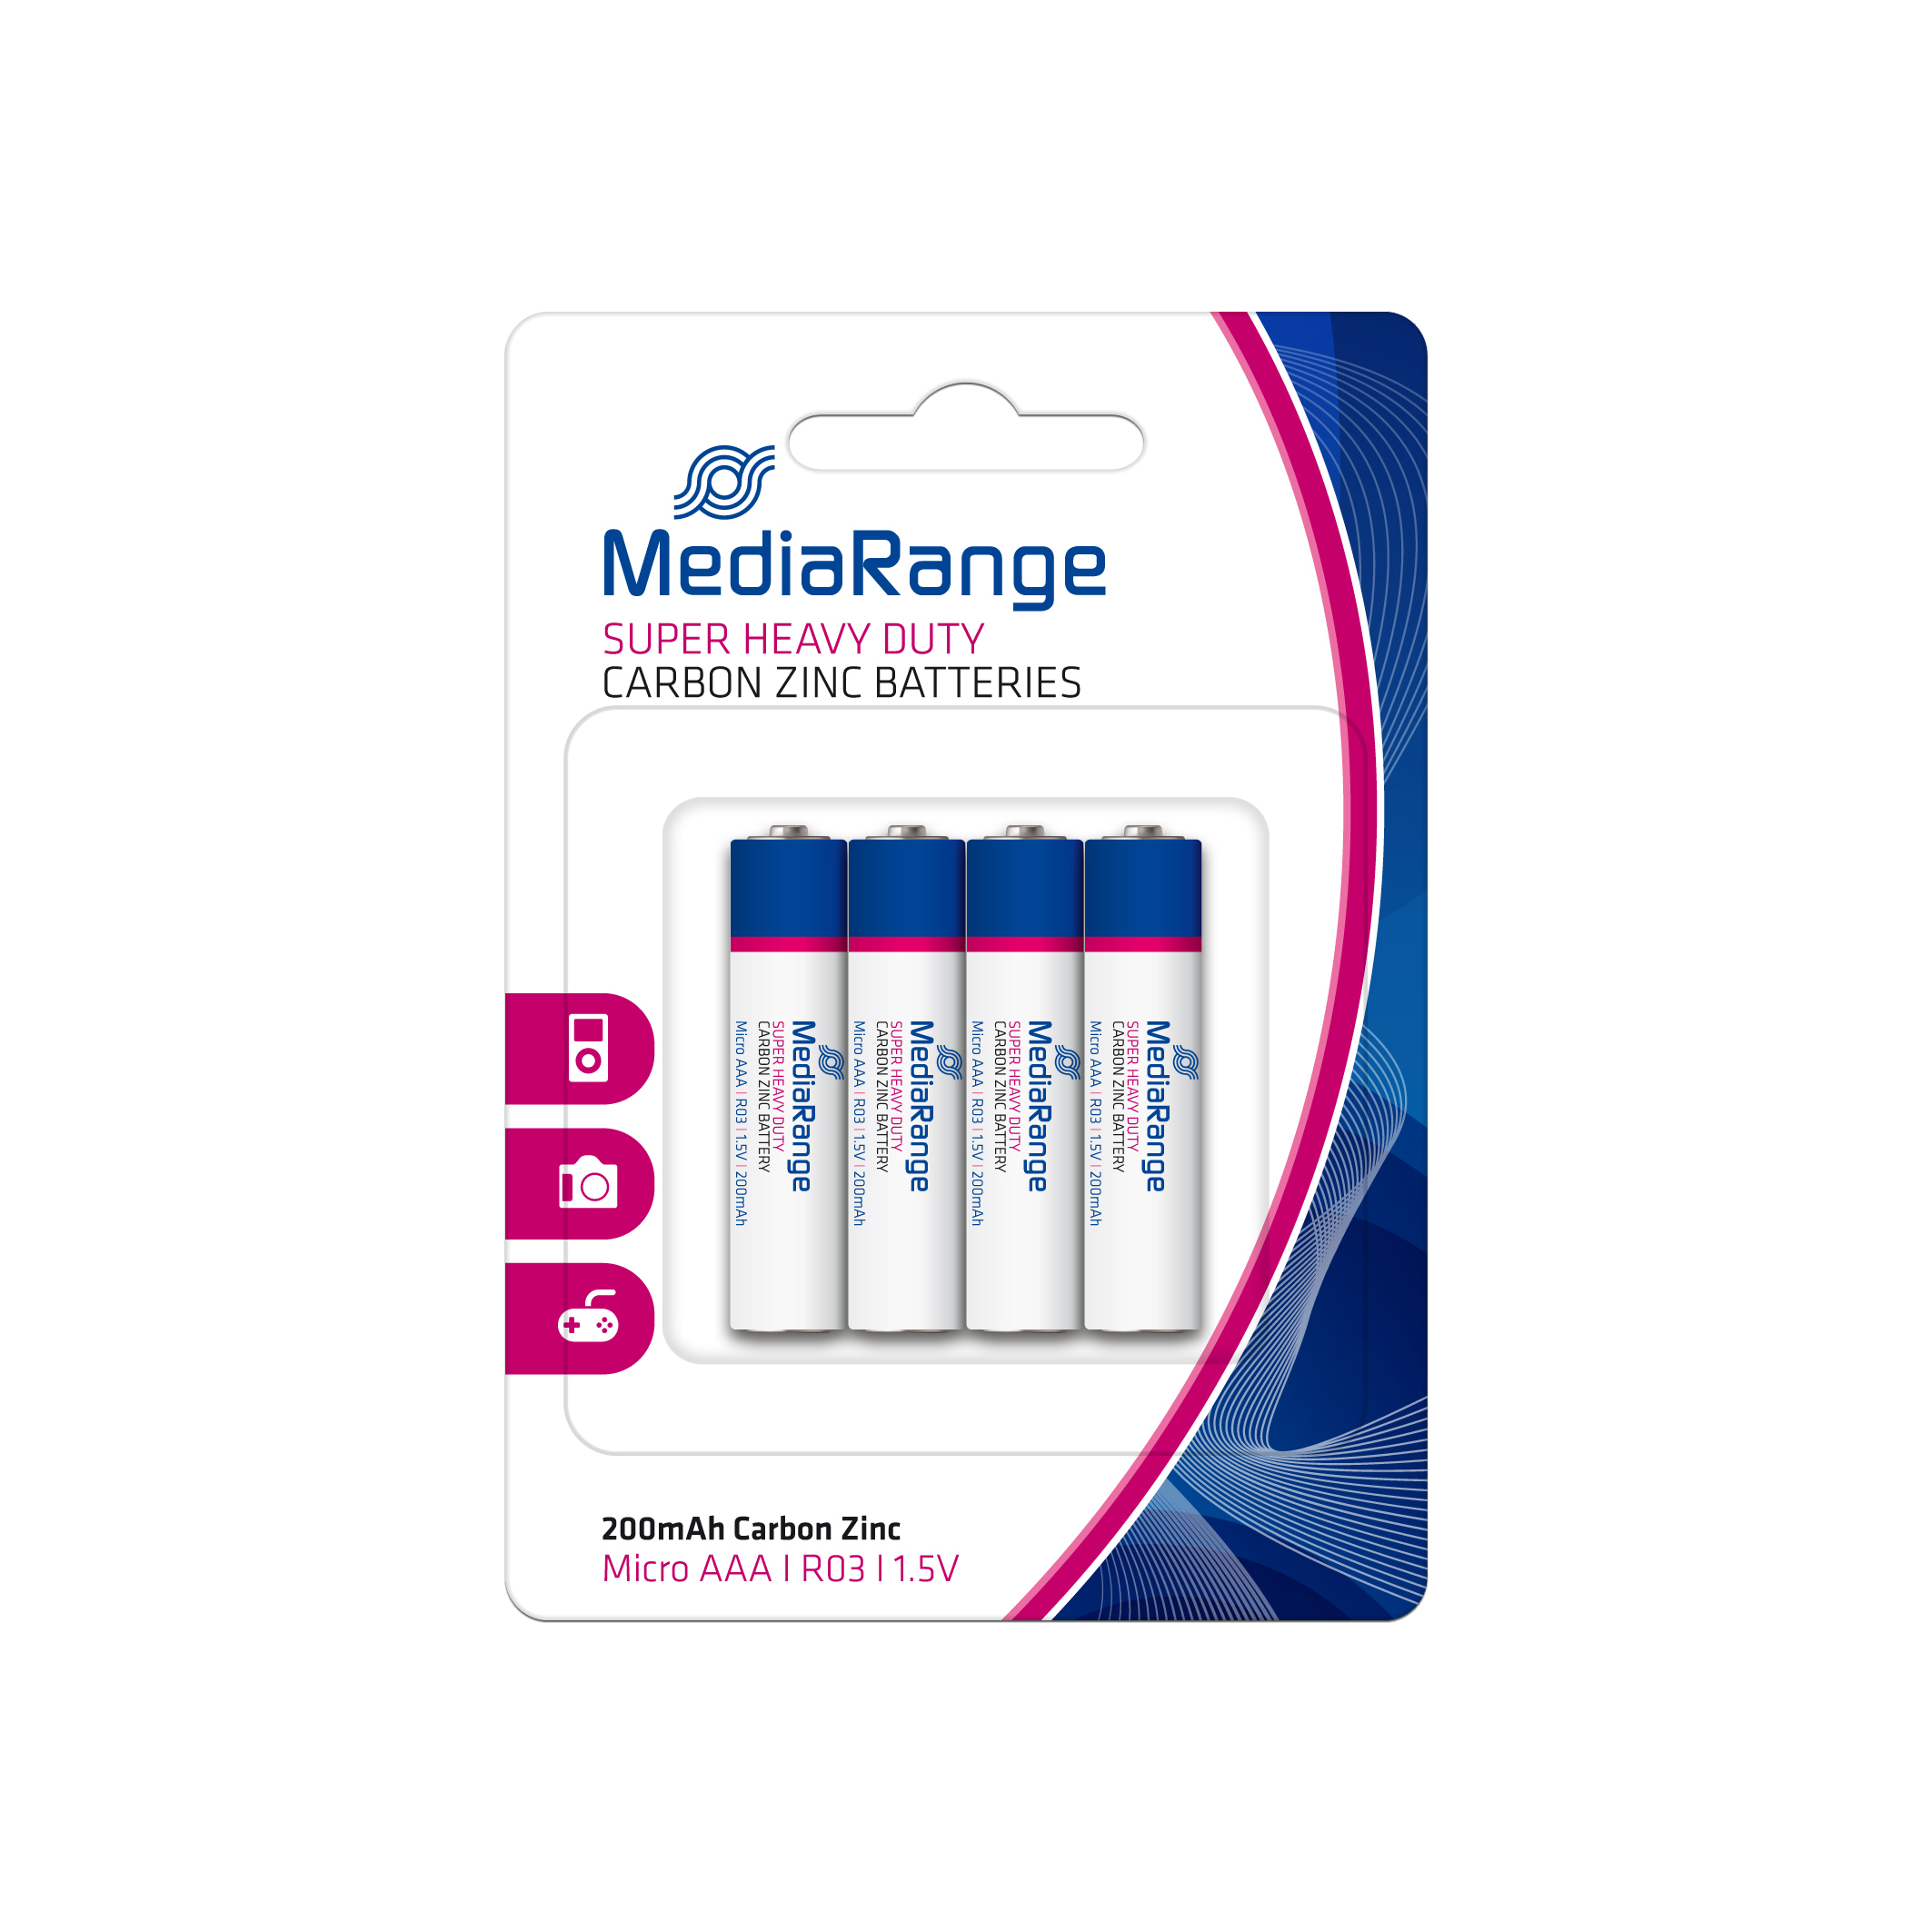 MediaRange
SUPER HEAVY DUTY
CARBON ZINC BATTERIES
MediaRange
SUPER HEAVY DUTY
CARBON ZINC BATTERY
Micro AAA | R03 | 1.5V | 200mAh
MediaRange
SUPER HEAVY DUTY
CARBON ZINC BATTERY
Micro AAA | R03 | 1.5V | 200mAh
MediaRange
SUPER HEAVY DUTY
CARBON ZINC BATTERY
Micro AAA | R03 | 1.5V | 200mAh
MediaRange
SUPER HEAVY DUTY
CARBON ZINC BATTERY
Micro AAA | R03 | 1.5V | 200mAh
200mAh Carbon Zinc
Micro AAA | R03 | 1.5V